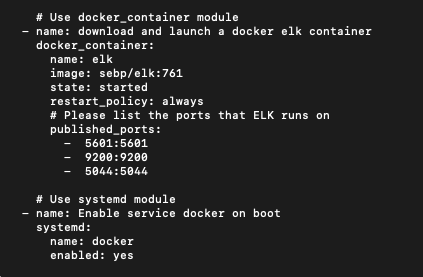 # Use docker_container module
- name: download and launch a docker elk container
docker_container:
name: elk
image: sebp/elk:761
state: started
restart_policy: always
# Please list the ports that ELK runs on
published_ports:
- 5601:5601
- 9200:9200
- 5044:5044
# Use systemd module
- name: Enable service docker on boot
systemd:
name: docker
enabled: yes